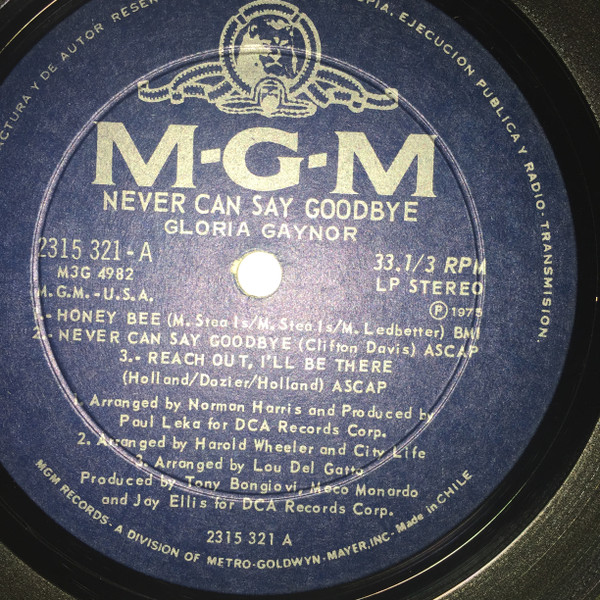 ACTURA Y DE AUTOR RESER
OPIA, EJECUCION PUBLICA Y RADIO-TRANSMISION.
M-G-M
NEVER CAN SAY GOODBYE
GLORIA GAYNOR
2315 321-A
33.1/3 RPM
M3G 4982
LP STEREO
M.G.M.-U.S.A.
Ⓟ 1975
1.- HONEY BEE (M. Steals/M. Steals/M. Ledbetter) BMI
2.- NEVER CAN SAY GOODBYE (Clifton Davis) ASCAP
3.- REACH OUT, I'LL BE THERE
(Holland/Dozier/Holland) ASCAP
1. Arranged by Norman Harris and Produced by
Paul Leka for DCA Records Corp.
2. Arranged by Harold Wheeler and City Life
3. Arranged by Lou Del Gatto
Produced by Tony Bongiovi, Meco Monardo
and Jay Ellis for DCA Records Corp.
2315 321 A
MGM RECORDS- A DIVISION OF METRO-GOLDWYN-MAYER, INC- Made in CHILE